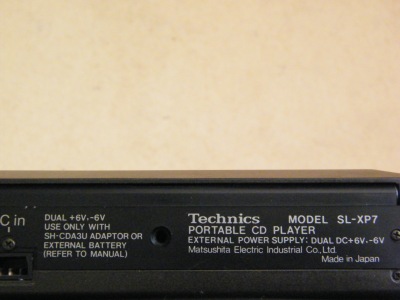 C in
DUAL +6V.-6V
USE ONLY WITH
SH-CDA3U ADAPTOR OR
EXTERNAL BATTERY
(REFER TO MANUAL)
Technics MODEL SL-XP7
PORTABLE CD PLAYER
EXTERNAL POWER SUPPLY: DUAL DC+6V.-6V
Matsushita Electric Industrial Co.,Ltd.
Made in Japan